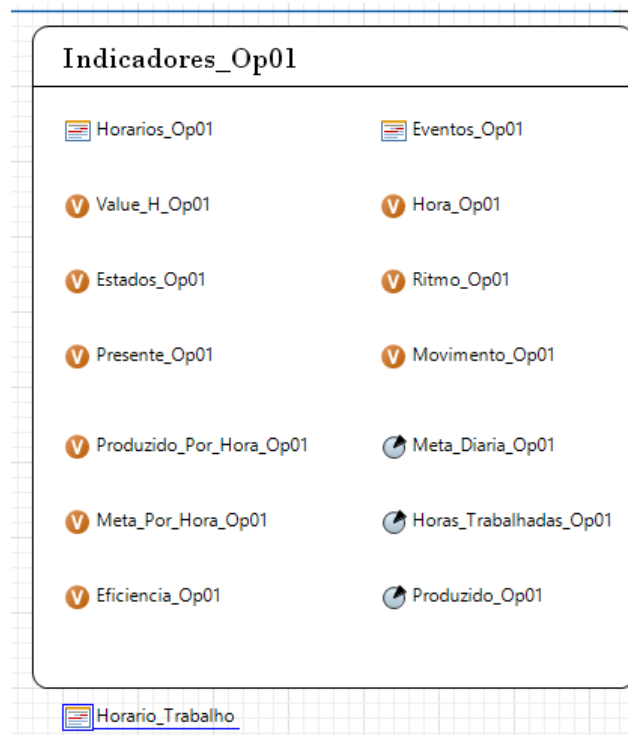 Indicadores_Op01
Horarios_Op01 Eventos_Op01
Value_H_Op01 Hora_Op01
Estados_Op01 Ritmo_Op01
Presente_Op01 Movimento_Op01
Produzido_Por_Hora_Op01 Meta_Diaria_Op01
Meta_Por_Hora_Op01 Horas_Trabalhadas_Op01
Eficiencia_Op01 Produzido_Op01
Horario_Trabalho